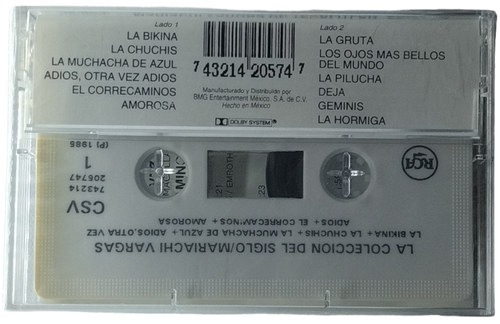 Lado 1
LA BIKINA
LA CHUCHIS
LA MUCHACHA DE AZUL
ADIOS, OTRA VEZ ADIOS
EL CORRECAMINOS
AMOROSA
7 43214 20574 7
Manufacturado y Distribuido por
BMG Entertainment México, S.A. de C.V.
Hecho en México
DOLBY SYSTEM
Lado 2
LA GRUTA
LOS OJOS MAS BELLOS
DEL MUNDO
LA PILUCHA
DEJA
GEMINIS
LA HORMIGA
LA COLECCION DEL SIGLO/MARIACHI VARGAS
LA BIKINA + LA CHUCHIS + LA MUCHACHA DE AZUL + ADIOS, OTRA VEZ
ADIOS + EL CORRECAMINOS + AMOROSA
CSV
743214
205747
1
(P) 1986
RCA